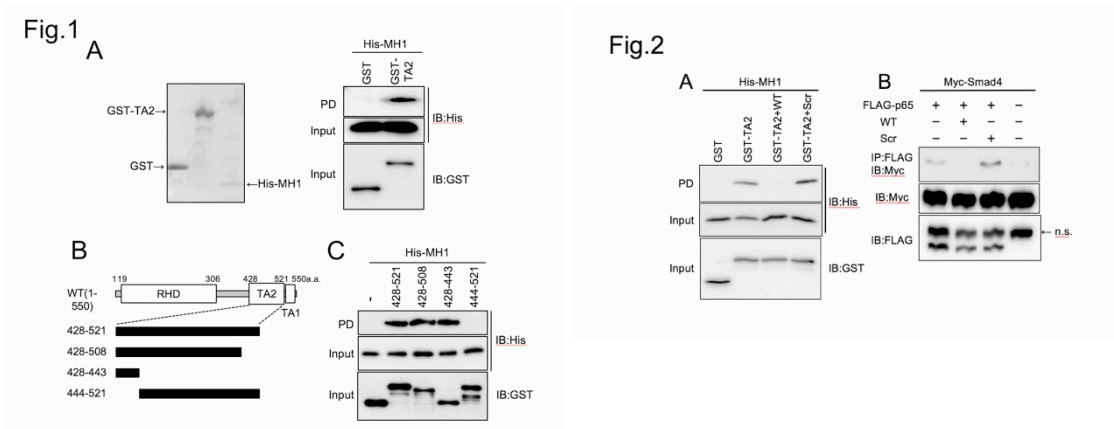 Fig.1
A
GST-TA2→
GST→
←His-MH1
His-MH1
GST
GST-TA2
PD
Input
IB:His
Input
IB:GST
B
119 306 428 521 550a.a.
WT(1-550)
RHD
TA2
TA1
428-521
428-508
428-443
444-521
C
His-MH1
-
428-521
428-508
428-443
444-521
PD
Input
IB:His
Input
IB:GST
Fig.2
A
His-MH1
GST
GST-TA2
GST-TA2+WT
GST-TA2+Scr
PD
Input
IB:His
Input
IB:GST
B
Myc-Smad4
FLAG-p65 + + + −
WT − + − −
Scr − − + −
IP:FLAG
IB:Myc
IB:Myc
IB:FLAG
← n.s.